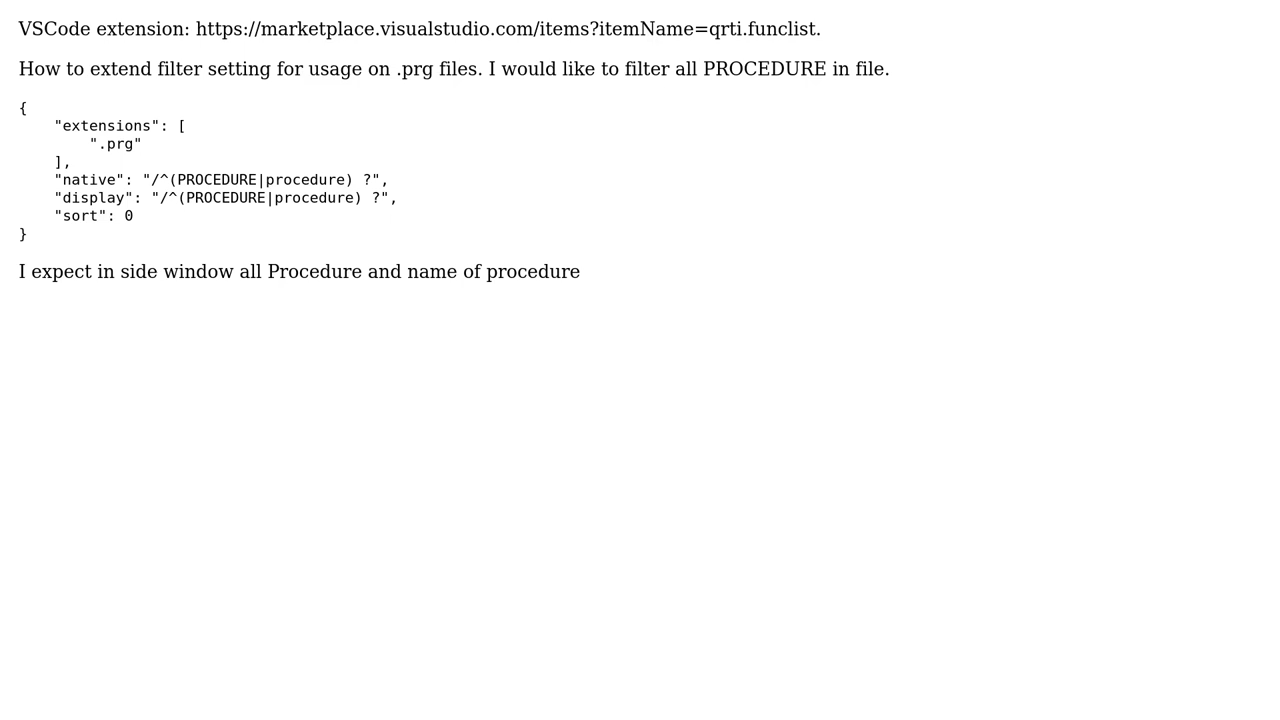 VSCode extension: https://marketplace.visualstudio.com/items?itemName=qrti.funclist.
How to extend filter setting for usage on .prg files. I would like to filter all PROCEDURE in file.
{
    "extensions": [
        ".prg"
    ],
    "native": "/^(PROCEDURE|procedure) ?",
    "display": "/^(PROCEDURE|procedure) ?",
    "sort": 0
}
I expect in side window all Procedure and name of procedure